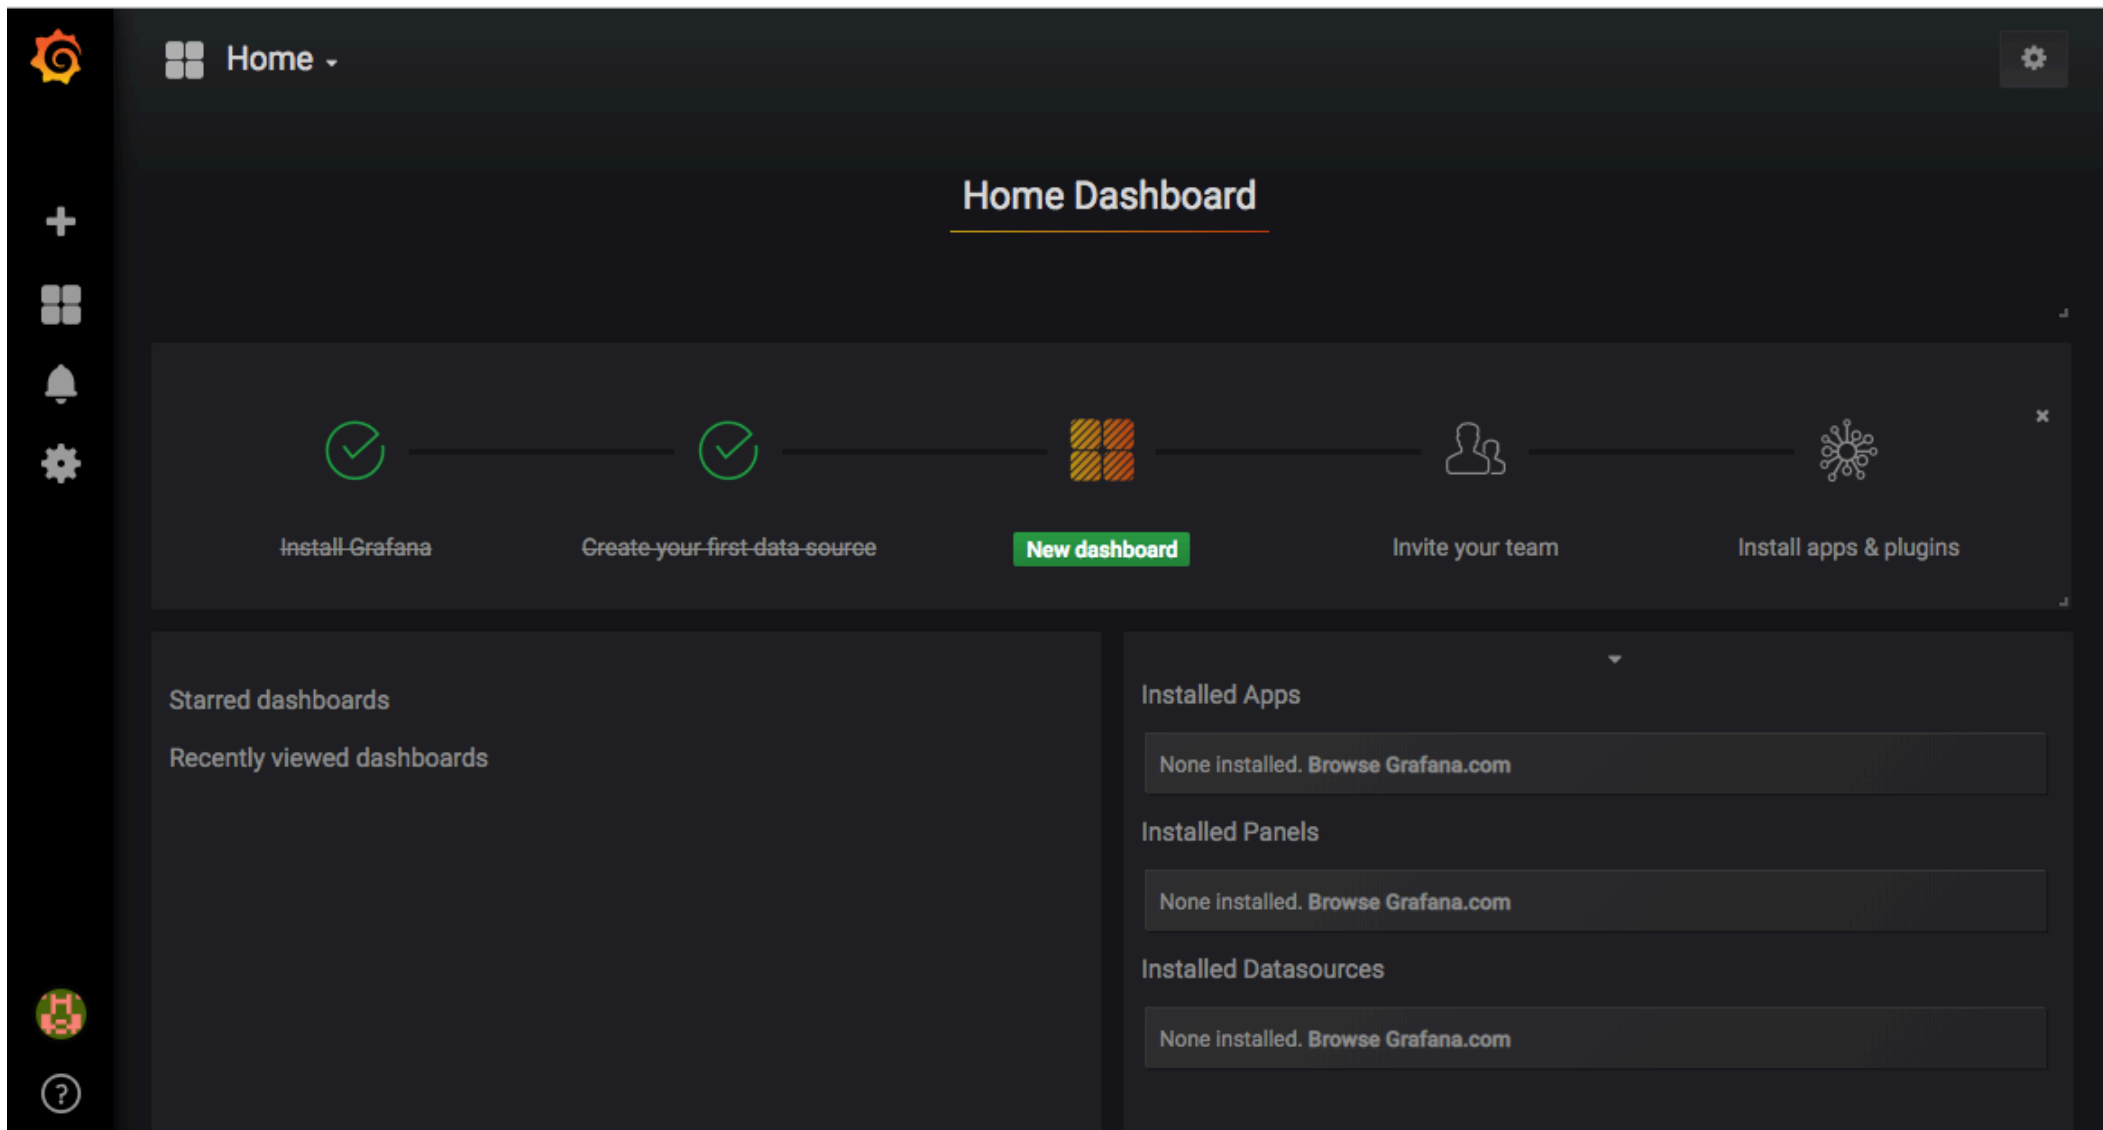 Home
Home Dashboard
Install Grafana
Create your first data source
New dashboard
Invite your team
Install apps & plugins
Starred dashboards
Recently viewed dashboards
Installed Apps
None installed. Browse Grafana.com
Installed Panels
None installed. Browse Grafana.com
Installed Datasources
None installed. Browse Grafana.com